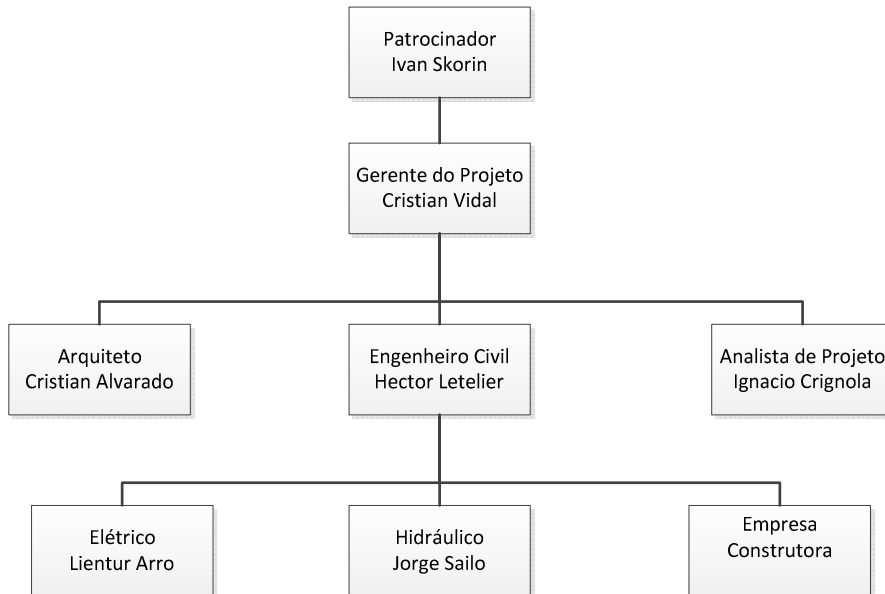 Patrocinador
Ivan Skorin
Gerente do Projeto
Cristian Vidal
Arquiteto
Cristian Alvarado
Engenheiro Civil
Hector Letelier
Analista de Projeto
Ignacio Crignola
Elétrico
Lientur Arro
Hidráulico
Jorge Sailo
Empresa
Construtora